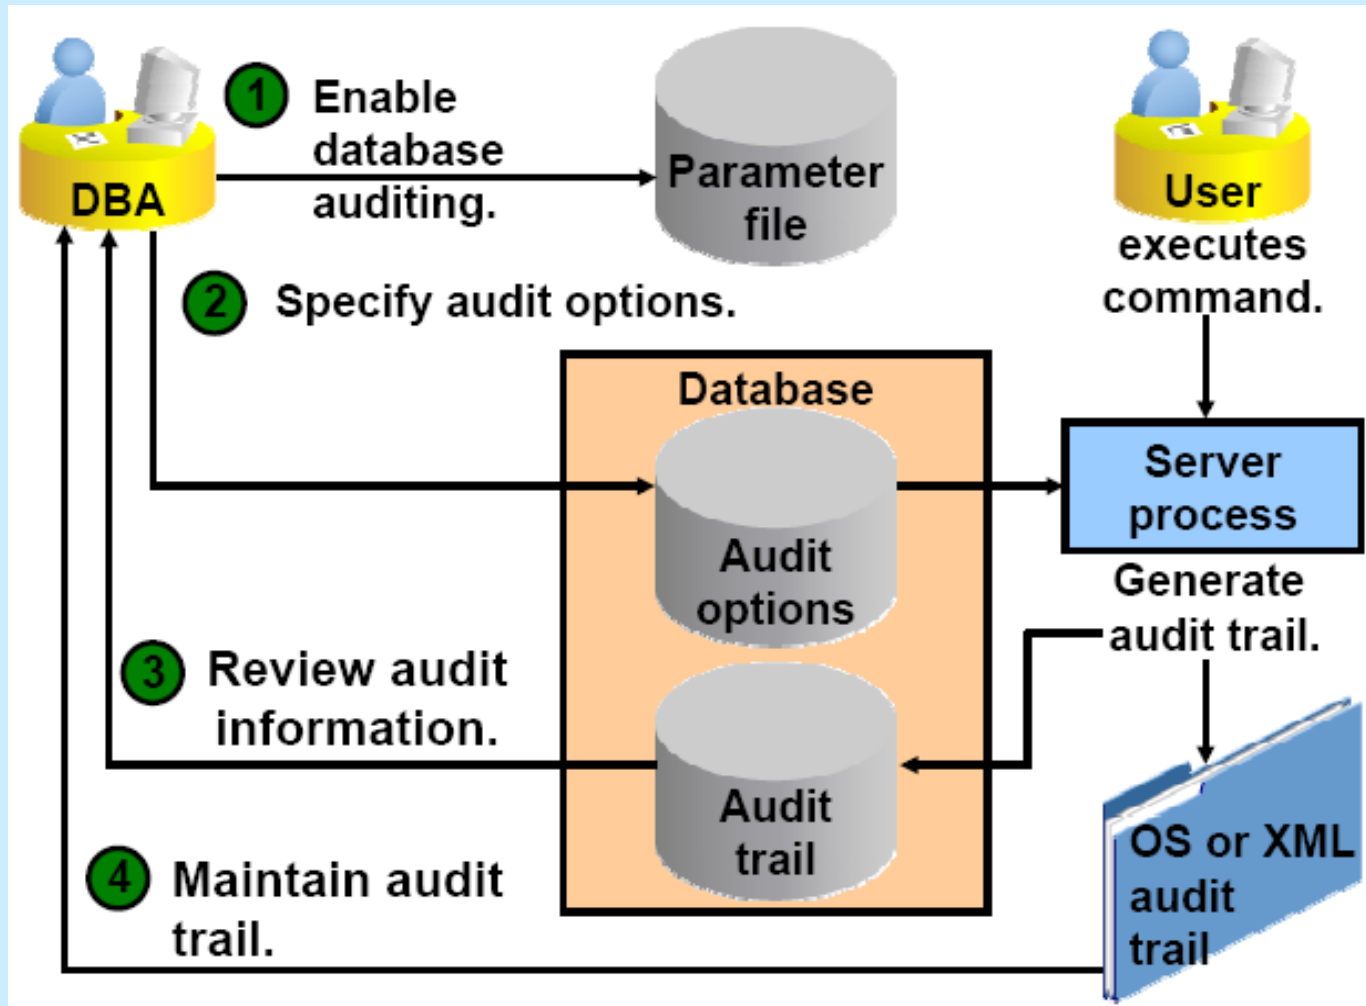 1 Enable
database
auditing.
DBA
Parameter
file
User
executes
command.
2 Specify audit options.
Database
Audit
options
Server
process
Generate
audit trail.
3 Review audit
information.
Audit
trail
4 Maintain audit
trail.
OS or XML
audit
trail